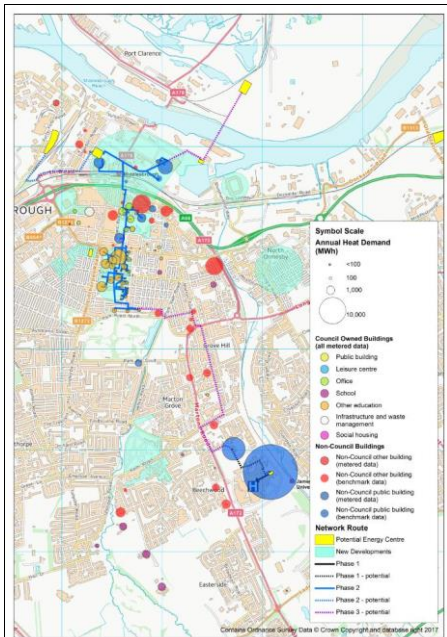 Port Clarence
A178
A66
ROUGH
A172
North
Ormesby
Grove Hill
Marton
Grove
Beechwood
A172
Easterside
Symbol Scale
Annual Heat Demand
(MWh)
<100
100
1,000
10,000
Council Owned Buildings
(all metered data)
Public building
Leisure centre
Office
School
Other education
Infrastructure and waste
management
Social housing
Non-Council Buildings
Non-Council other building
(metered data)
Non-Council other building
(benchmark data)
Non-Council public building
(metered data)
Non-Council public building
(benchmark data)
Network Route
Potential Energy Centre
New Developments
Phase 1
Phase 1 - potential
Phase 2
Phase 2 - potential
Phase 3 - potential
Contains Ordnance Survey Data © Crown Copyright and database right 2017